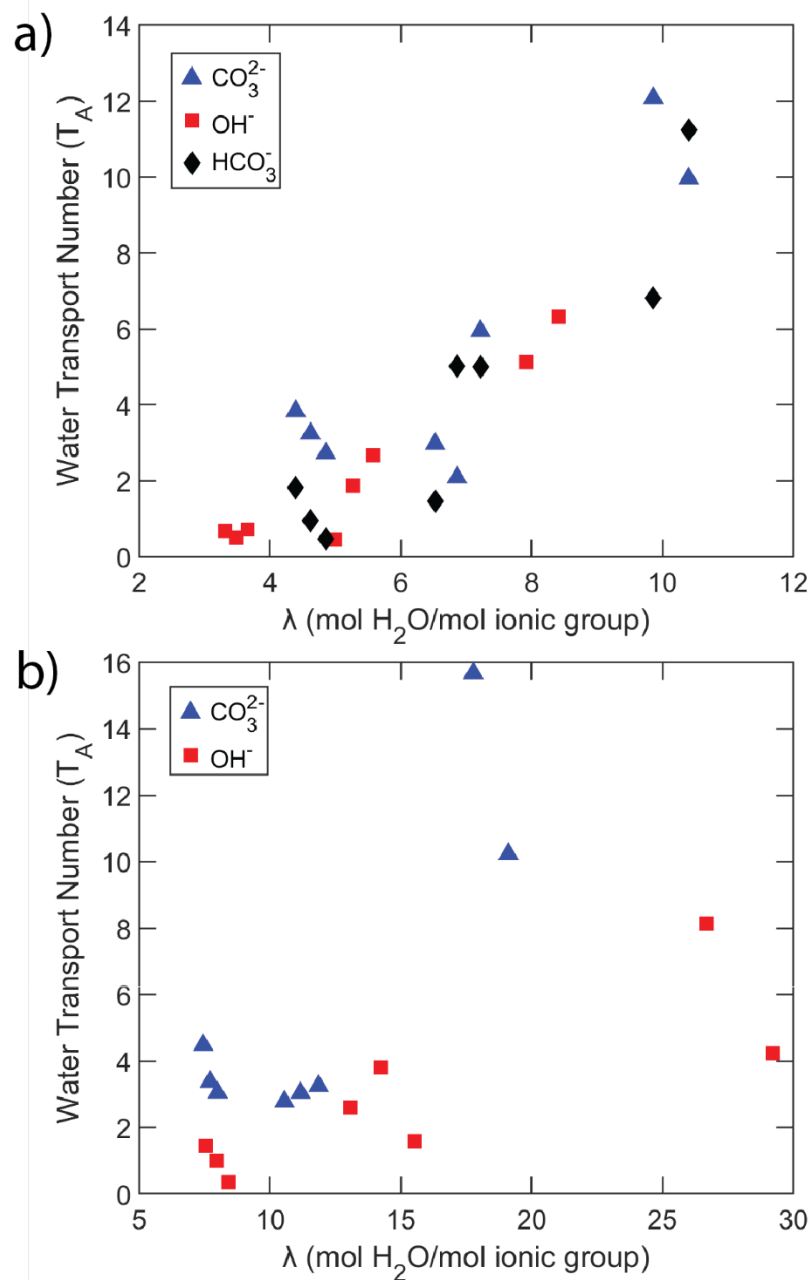 a)
14
12
10
8
6
4
2
0
Water Transport Number (T_A)
CO₃²⁻
OH⁻
HCO₃⁻
2 4 6 8 10 12
λ (mol H₂O/mol ionic group)
b)
16
14
12
10
8
6
4
2
0
Water Transport Number (T_A)
CO₃²⁻
OH⁻
5 10 15 20 25 30
λ (mol H₂O/mol ionic group)